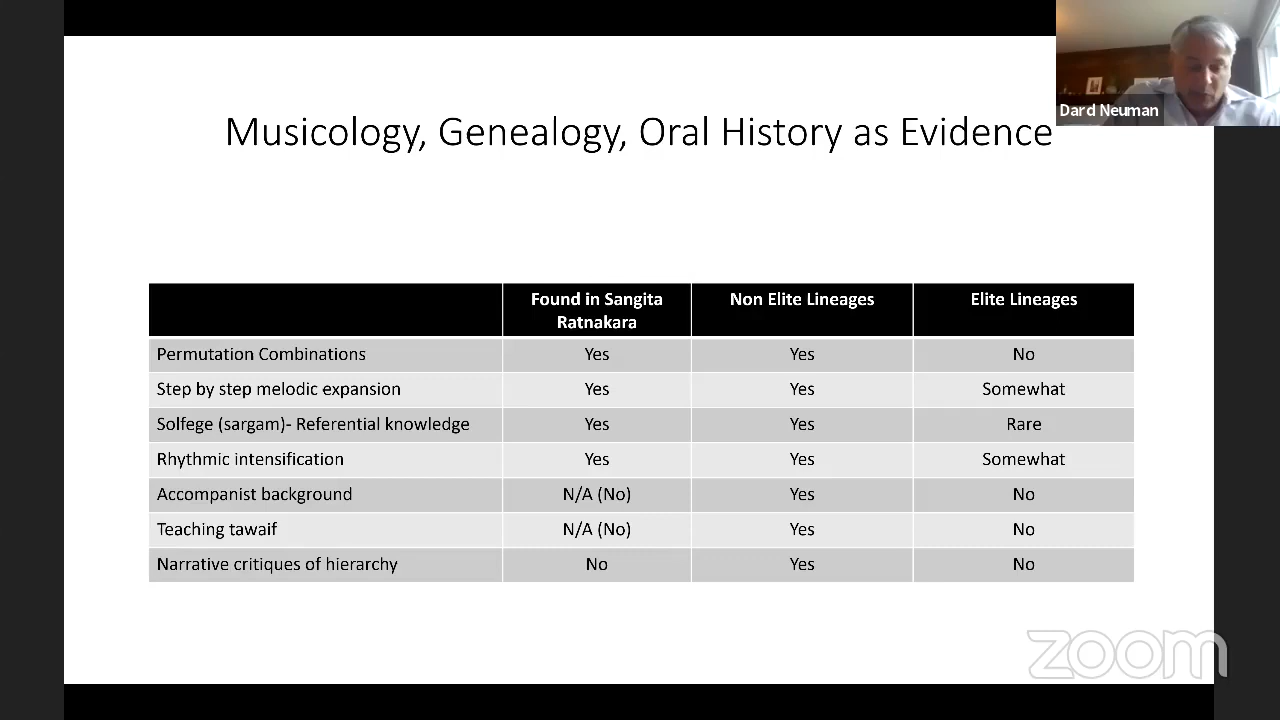 Dard Neuman
Musicology, Genealogy, Oral History as Evidence
Found in Sangita Ratnakara Non Elite Lineages Elite Lineages
Permutation Combinations Yes Yes No
Step by step melodic expansion Yes Yes Somewhat
Solfege (sargam)- Referential knowledge Yes Yes Rare
Rhythmic intensification Yes Yes Somewhat
Accompanist background N/A (No) Yes No
Teaching tawaif N/A (No) Yes No
Narrative critiques of hierarchy No Yes No
zoom